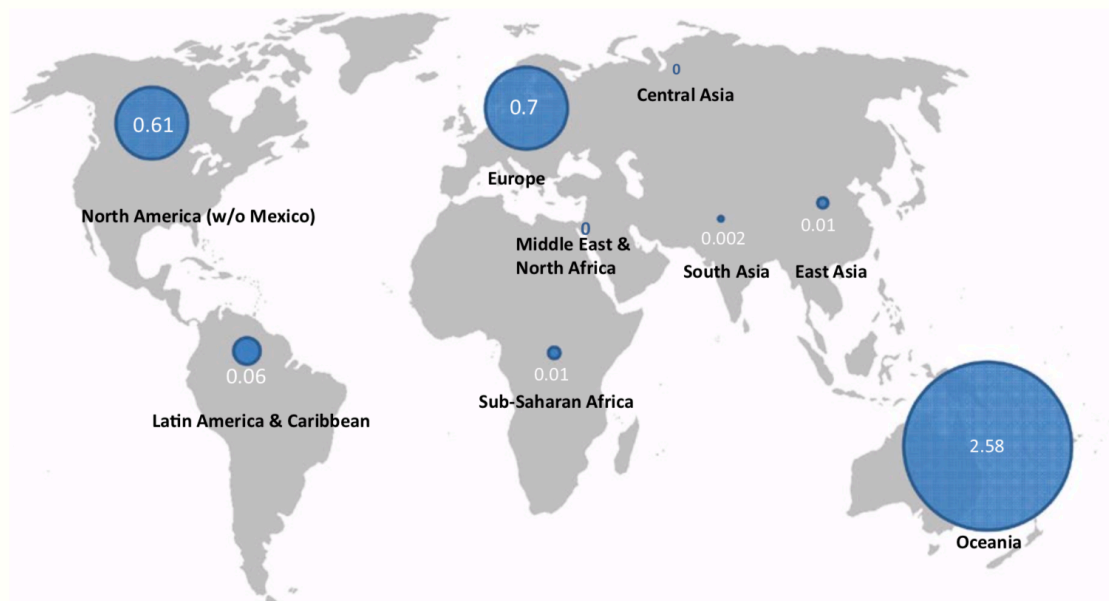 0
Central Asia
0.61
0.7
Europe
North America (w/o Mexico)
0
Middle East &
North Africa
0.002
South Asia
0.01
East Asia
0.06
Latin America & Caribbean
0.01
Sub-Saharan Africa
2.58
Oceania